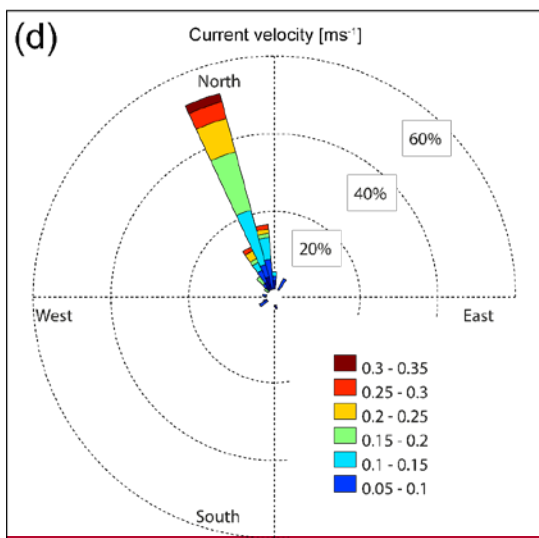 (d)
Current velocity [ms⁻¹]
North
60%
40%
20%
West
East
0.3 - 0.35
0.25 - 0.3
0.2 - 0.25
0.15 - 0.2
0.1 - 0.15
0.05 - 0.1
South